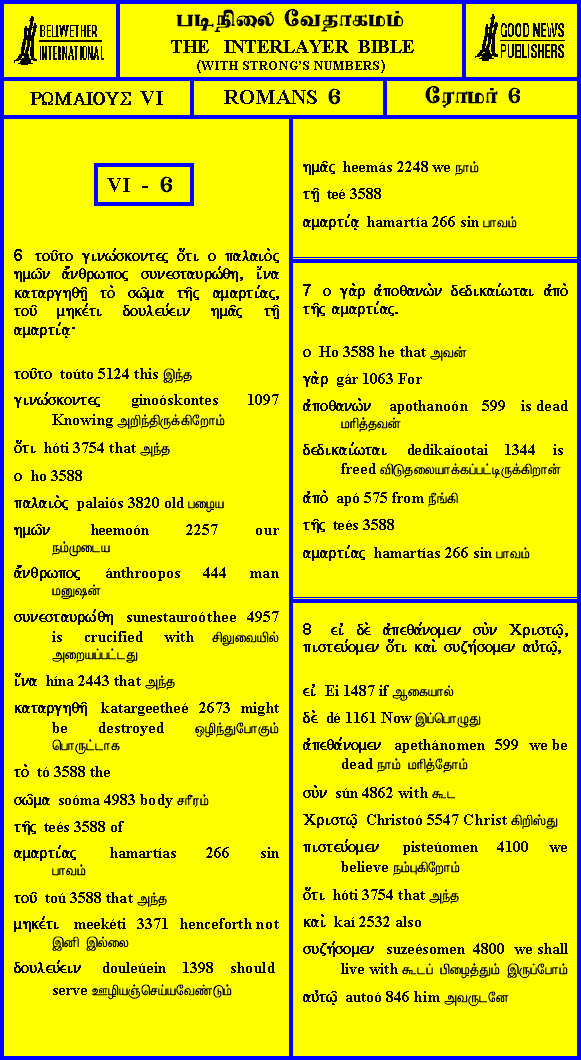 BELLWETHER
INTERNATIONAL
படிநிலை வேதாகமம்
THE INTERLAYER BIBLE
(WITH STRONG'S NUMBERS)
GOOD NEWS
PUBLISHERS
ΡΩΜΑΙΟΥΣ VI
ROMANS 6
ரோமர் 6
VI - 6
6 τοῦτο γινώσκοντες ὅτι ο παλαιὸς
ημῶν ἄνθρωπος συνεσταυρώθη, ἵνα
καταργηθῇ τὸ σῶμα τῆς αμαρτίας,
τοῦ μηκέτι δουλεύειν ημᾶς τῇ
αμαρτίᾳ·
τοῦτο toúto 5124 this இந்த
γινώσκοντες ginoóskontes 1097
Knowing அறிந்திருக்கிறோம்
ὅτι hóti 3754 that அந்த
ο ho 3588
παλαιὸς palaiós 3820 old பழைய
ημῶν heemoón 2257 our
நம்முடைய
ἄνθρωπος ánthroopos 444 man
மனுஷன்
συνεσταυρώθη sunestauroóthee 4957
is crucified with சிலுவையில்
அறையப்பட்டது
ἵνα hína 2443 that அந்த
καταργηθῇ katargeetheé 2673 might
be destroyed ஒழிந்துபோகும்
பொருட்டாக
τὸ tó 3588 the
σῶμα soóma 4983 body சரீரம்
τῆς teés 3588 of
αμαρτίας hamartías 266 sin
பாவம்
τοῦ toú 3588 that அந்த
μηκέτι meekéti 3371 henceforth not
இனி இல்லை
δουλεύειν douleúein 1398 should
serve ஊழியஞ்செய்யவேண்டும்
ημᾶς heemás 2248 we நாம்
τῇ teé 3588
αμαρτίᾳ hamartía 266 sin பாவம்
7 ο γὰρ ἀποθανὼν δεδικαίωται ἀπὸ
τῆς αμαρτίας.
ο Ho 3588 he that அவன்
γὰρ gár 1063 For
ἀποθανὼν apothanoón 599 is dead
மரித்தவன்
δεδικαίωται dedikaíootai 1344 is
freed விடுதலையாக்கப்பட்டிருக்கிறான்
ἀπὸ apó 575 from நீங்கி
τῆς teés 3588
αμαρτίας hamartías 266 sin பாவம்
8 εἰ δὲ ἀπεθάνομεν σὺν Χριστῷ,
πιστεύομεν ὅτι καὶ συζήσομεν αὐτῷ,
εἰ Ei 1487 if ஆகையால்
δὲ dé 1161 Now இப்பொழுது
ἀπεθάνομεν apethánomen 599 we be
dead நாம் மரித்தோம்
σὺν sún 4862 with கூட
Χριστῷ Christoó 5547 Christ கிறிஸ்து
πιστεύομεν pisteúomen 4100 we
believe நம்புகிறோம்
ὅτι hóti 3754 that அந்த
καὶ kaí 2532 also
συζήσομεν suzeésomen 4800 we shall
live with கூடப் பிழைத்தும் இருப்போம்
αὐτῷ autoó 846 him அவருடனே